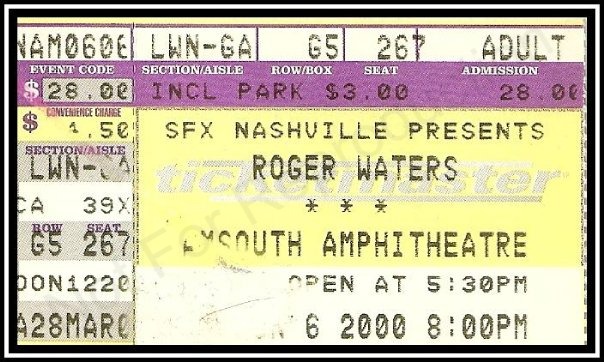 NAM0606 LWN-GA G5 267 ADULT
EVENT CODE SECTION/AISLE ROW/BOX SEAT ADMISSION
$ 28.00 INCL PARK $3.00 28.00
CONVENIENCE CHARGE
$ 1.50 SFX NASHVILLE PRESENTS
SECTION/AISLE
LWN-GA ROGER WATERS
ticketmaster
CA 39X * * *
ROW SEAT
G5 267 MSOUTH AMPHITHEATRE
DON1220 OPEN AT 5:30PM
A28MAR0 N 6 2000 8:00PM